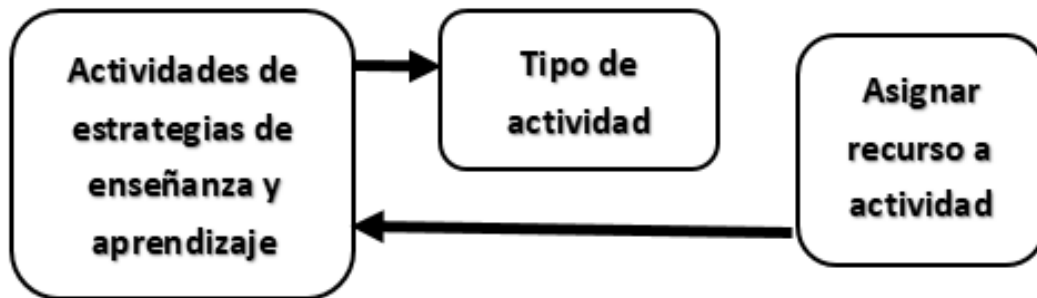 Actividades de
estrategias de
enseñanza y
aprendizaje
Tipo de
actividad
Asignar
recurso a
actividad